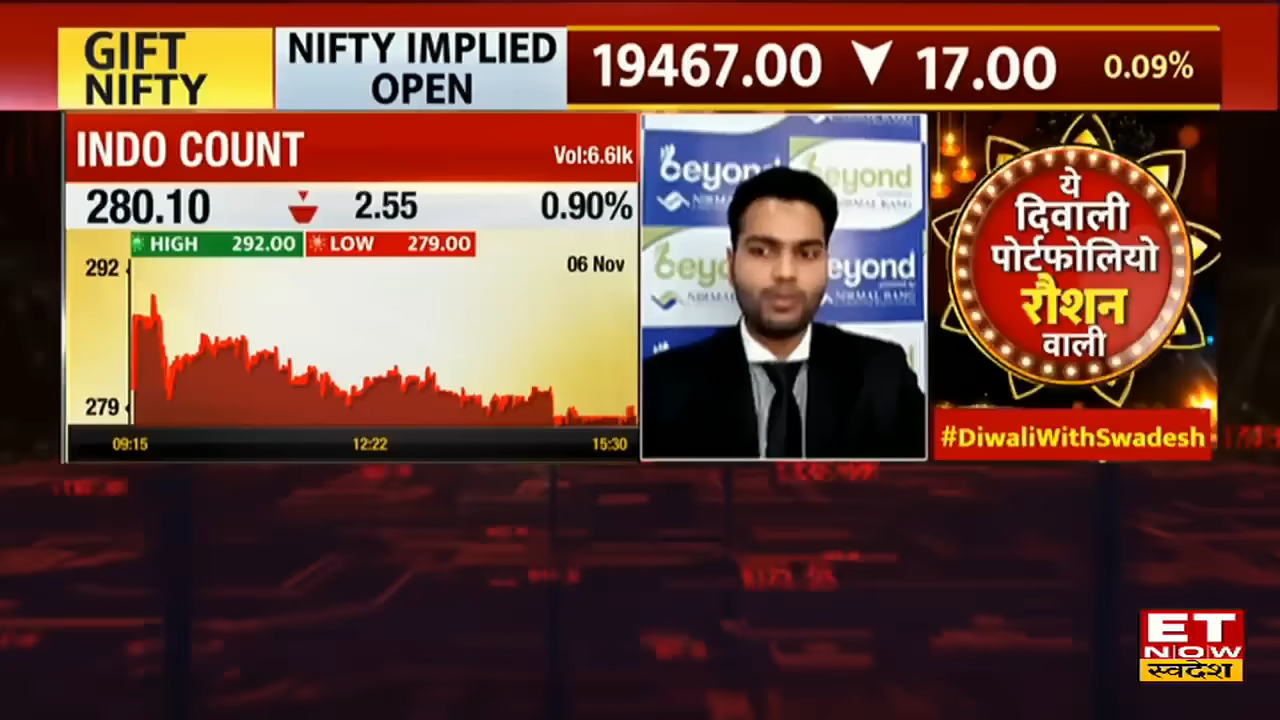 GIFT
NIFTY
NIFTY IMPLIED
OPEN
19467.00
17.00
0.09%
INDO COUNT
Vol:6.6lk
280.10
2.55
0.90%
HIGH 292.00
LOW 279.00
292
06 Nov
279
09:15
12:22
15:30
beyond
NIRMAL BANG
beyond
NIRMAL BANG
ये
दिवाली
पोर्टफोलियो
रौशन
वाली
#DiwaliWithSwadesh
ET
NOW
स्वदेश